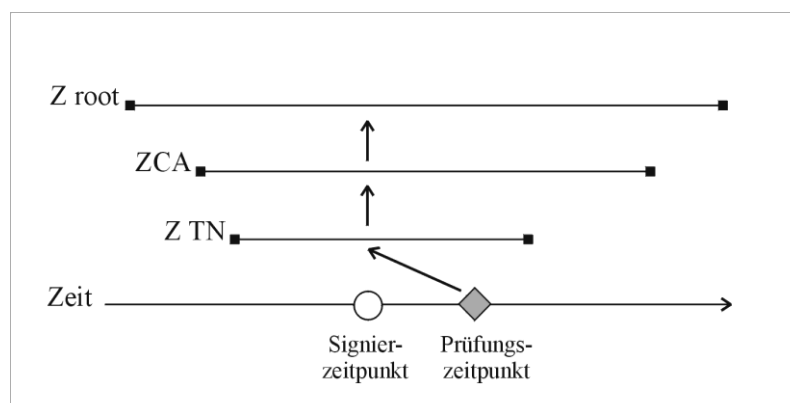 Z root
ZCA
Z TN
Zeit
Signier-
zeitpunkt
Prüfungs-
zeitpunkt